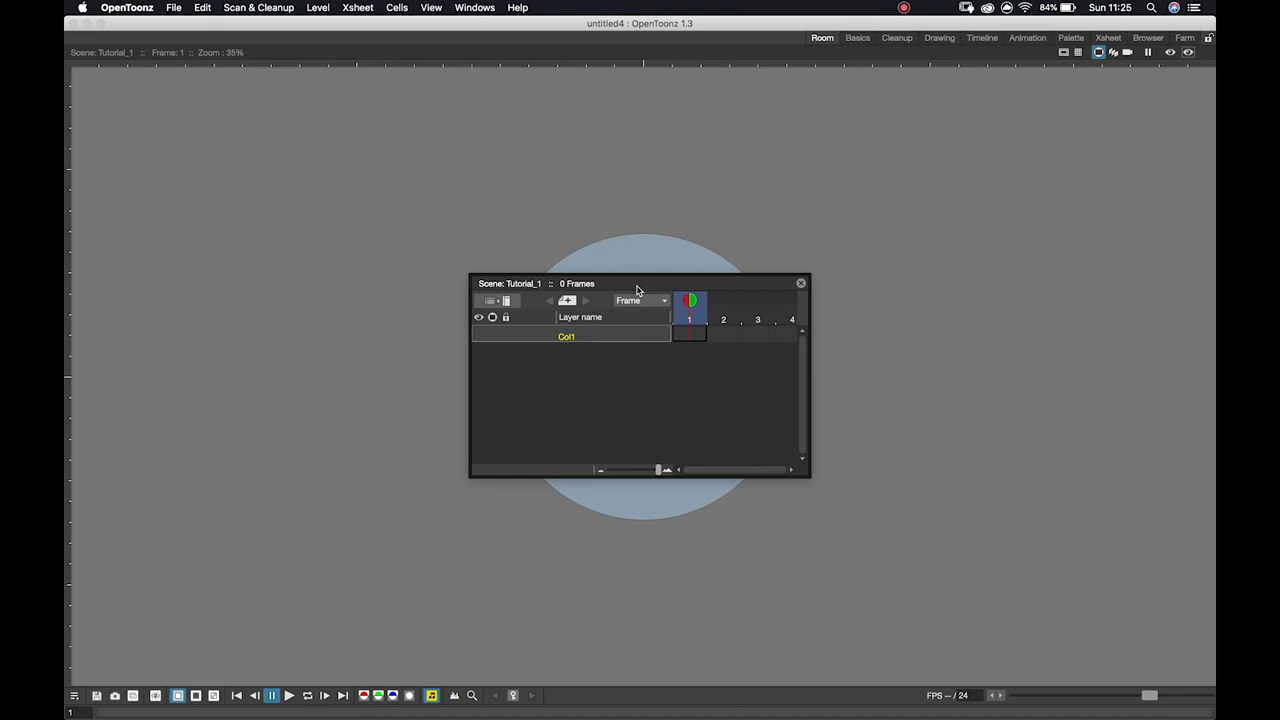 OpenToonz File Edit Scan & Cleanup Level Xsheet Cells View Windows Help 84% Sun 11:25
untitled4 : OpenToonz 1.3
Room Basics Cleanup Drawing Timeline Animation Palette Xsheet Browser Farm
Scene: Tutorial_1 :: Frame: 1 :: Zoom : 35%
Scene: Tutorial_1 :: 0 Frames
Frame
Layer name 1 2 3 4
Col1
FPS -- / 24
1